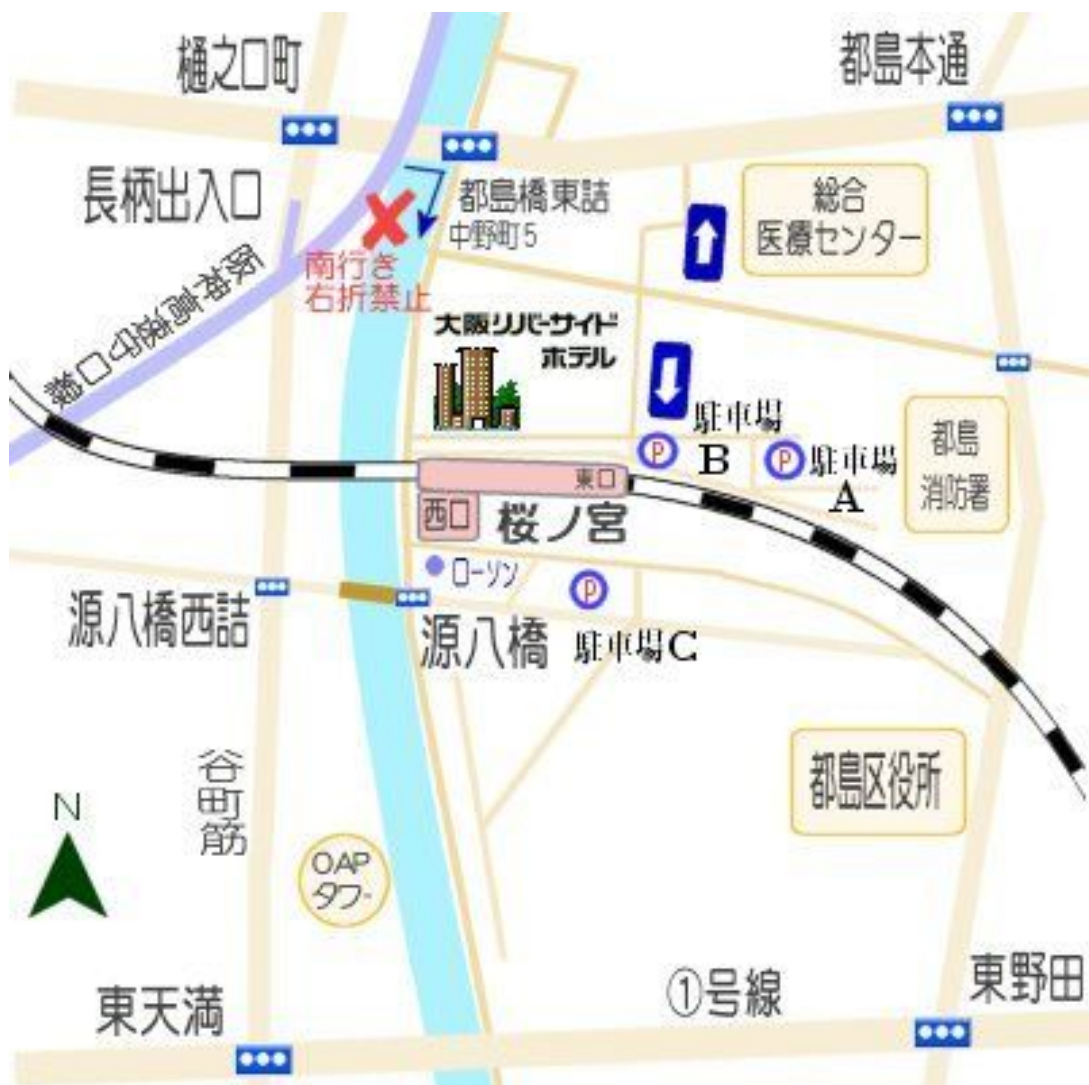 樋之口町
都島本通
長柄出入口
都島橋東詰
中野町5
総合
医療センター
南行き
右折禁止
阪神高速守口線
大阪リバーサイド
ホテル
駐車場
B
P
P
駐車場
A
都島
消防署
東口
西口
桜ノ宮
ローソン
P
源八橋西詰
源八橋
駐車場C
谷町筋
都島区役所
N
OAP
タワー
①号線
東野田
東天満